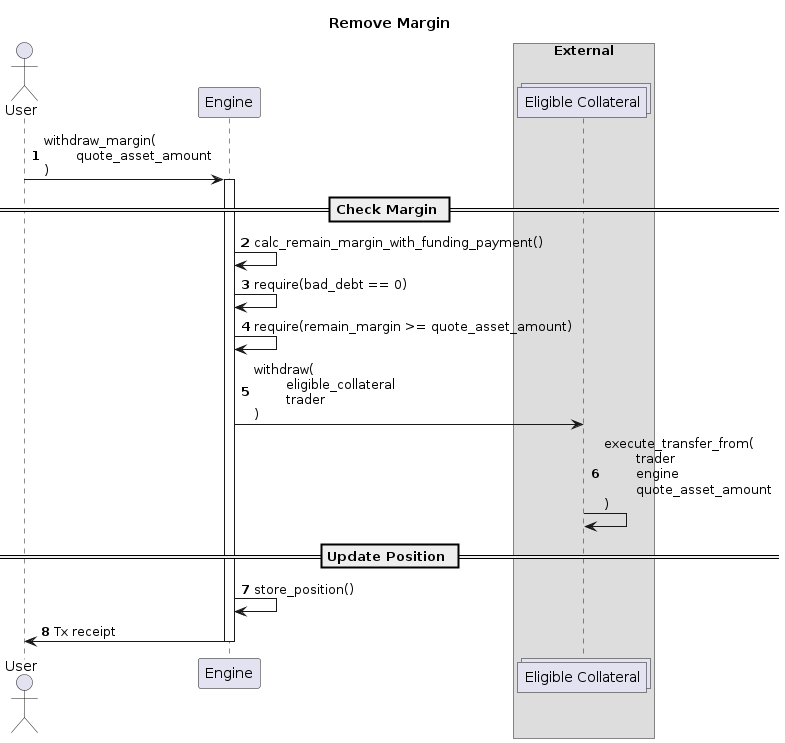 Remove Margin
External
User
Engine
Eligible Collateral
withdraw_margin(
1 quote_asset_amount
)
Check Margin
2 calc_remain_margin_with_funding_payment()
3 require(bad_debt == 0)
4 require(remain_margin >= quote_asset_amount)
withdraw(
eligible_collateral
5
trader
)
execute_transfer_from(
trader
6 engine
quote_asset_amount
)
Update Position
7 store_position()
8 Tx receipt
User
Engine
Eligible Collateral